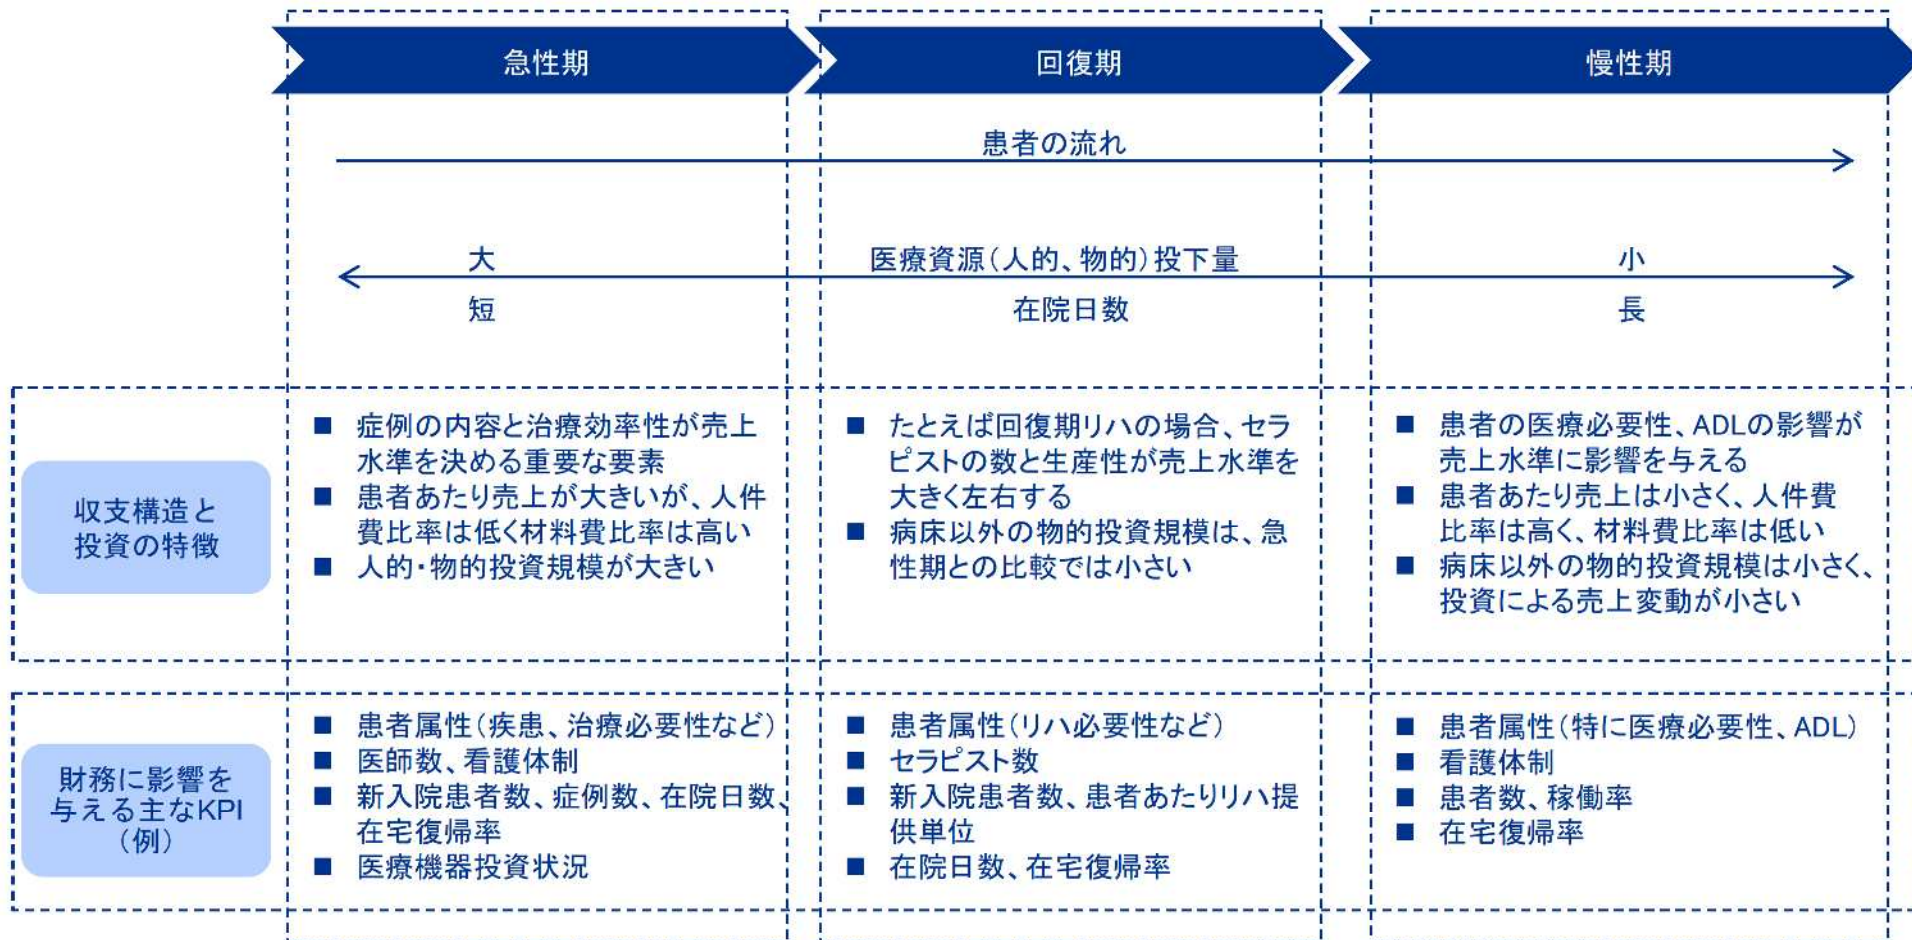 急性期
回復期
慢性期
患者の流れ
大
医療資源（人的、物的）投下量
小
短
在院日数
長
収支構造と
投資の特徴
■ 症例の内容と治療効率性が売上
水準を決める重要な要素
■ 患者あたり売上が大きいが、人件
費比率は低く材料費比率は高い
■ 人的・物的投資規模が大きい
■ たとえば回復期リハの場合、セラ
ピストの数と生産性が売上水準を
大きく左右する
■ 病床以外の物的投資規模は、急
性期との比較では小さい
■ 患者の医療必要性、ADLの影響が
売上水準に影響を与える
■ 患者あたり売上は小さく、人件費
比率は高く、材料費比率は低い
■ 病床以外の物的投資規模は小さく、
投資による売上変動が小さい
財務に影響を
与える主なKPI
（例）
■ 患者属性（疾患、治療必要性など）
■ 医師数、看護体制
■ 新入院患者数、症例数、在院日数、
在宅復帰率
■ 医療機器投資状況
■ 患者属性（リハ必要性など）
■ セラピスト数
■ 新入院患者数、患者あたりリハ提
供単位
■ 在院日数、在宅復帰率
■ 患者属性（特に医療必要性、ADL）
■ 看護体制
■ 患者数、稼働率
■ 在宅復帰率